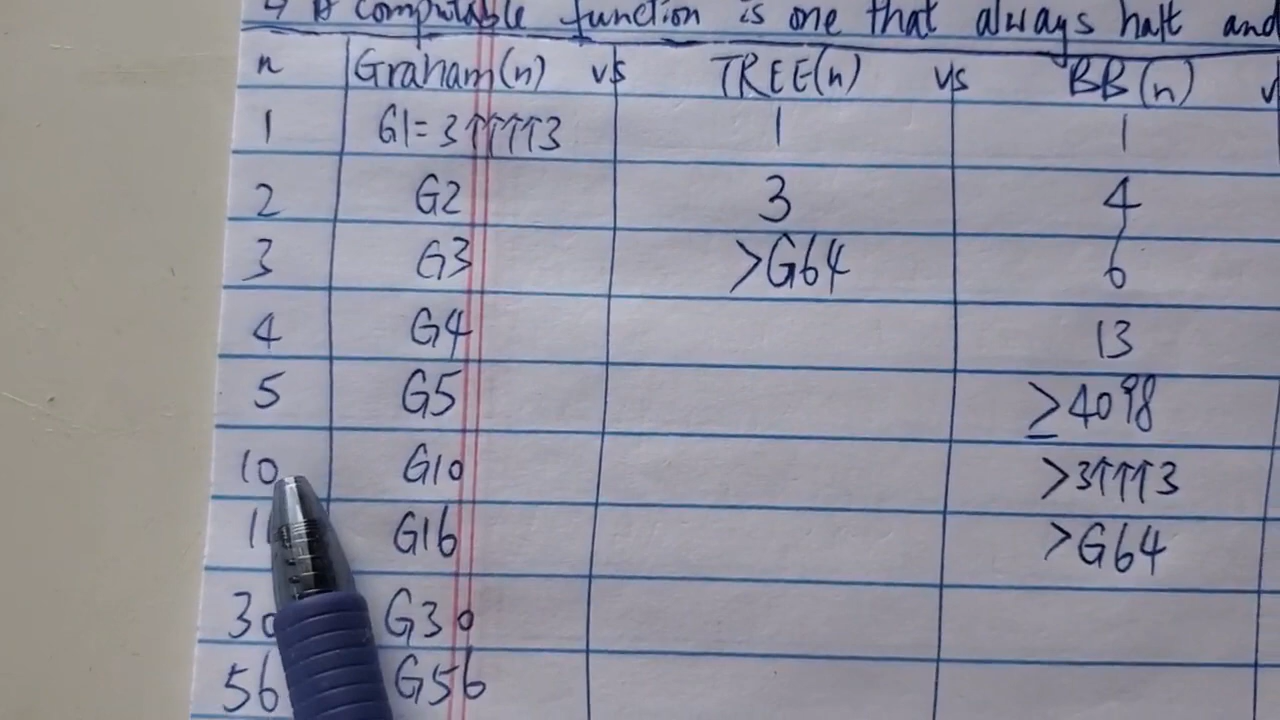 ↳ A computable function is one that always halt and
n Graham(n) vs TREE(n) vs BB(n)
1 G1=3↑↑↑↑3 1 1
2 G2 3 4
3 G3 >G64 6
4 G4 13
5 G5 ≥4098
10 G10 >3↑↑↑3
G16 >G64
30 G30
56 G56